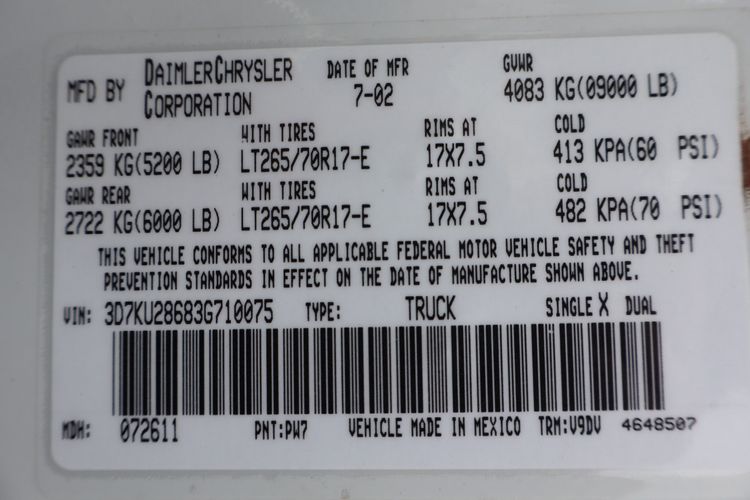 MFD BY DAIMLERCHRYSLER CORPORATION DATE OF MFR 7-02 GVWR 4083 KG(09000 LB)
GAWR FRONT WITH TIRES RIMS AT COLD
2359 KG(5200 LB) LT265/70R17-E 17X7.5 413 KPA(60 PSI)
GAWR REAR WITH TIRES RIMS AT COLD
2722 KG(6000 LB) LT265/70R17-E 17X7.5 482 KPA(70 PSI)
THIS VEHICLE CONFORMS TO ALL APPLICABLE FEDERAL MOTOR VEHICLE SAFETY AND THEFT
PREVENTION STANDARDS IN EFFECT ON THE DATE OF MANUFACTURE SHOWN ABOVE.
VIN: 3D7KU28683G710075 TYPE: TRUCK SINGLE X DUAL
MDH: 072611 PNT:PW7 VEHICLE MADE IN MEXICO TRM:V9DV 4648507